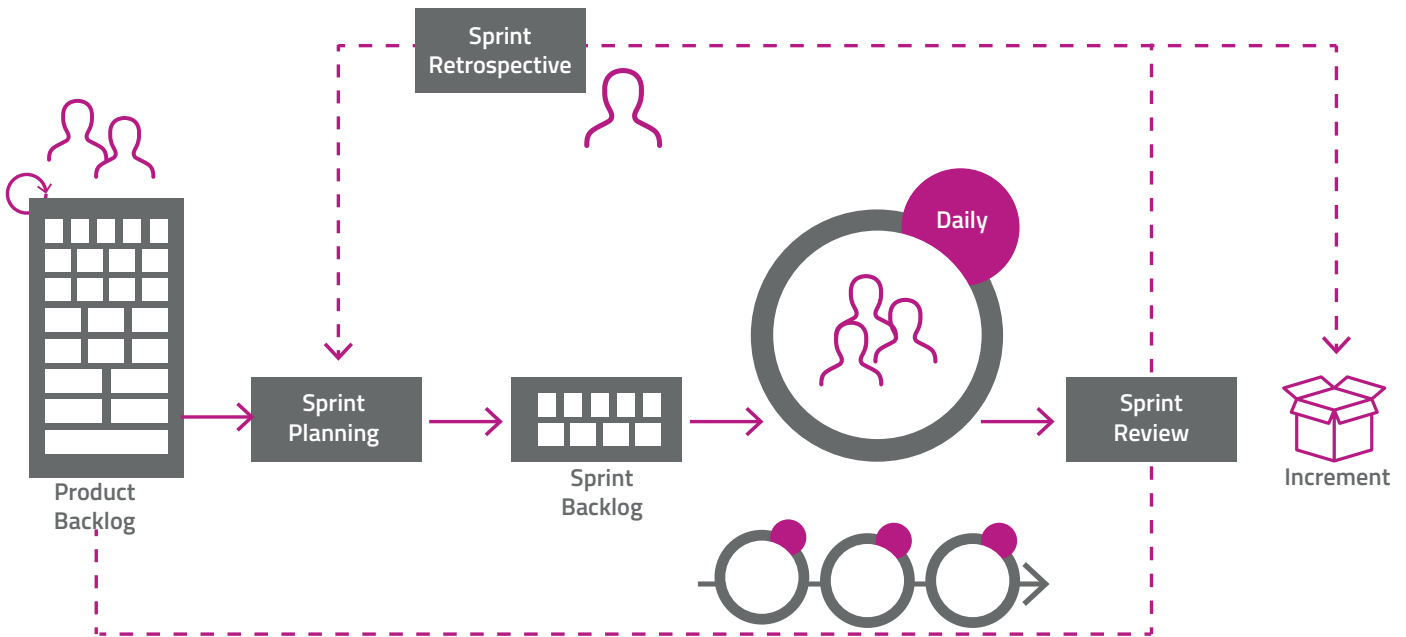 Sprint
Retrospective
Daily
Sprint
Planning
Sprint
Review
Sprint
Backlog
Increment
Product
Backlog